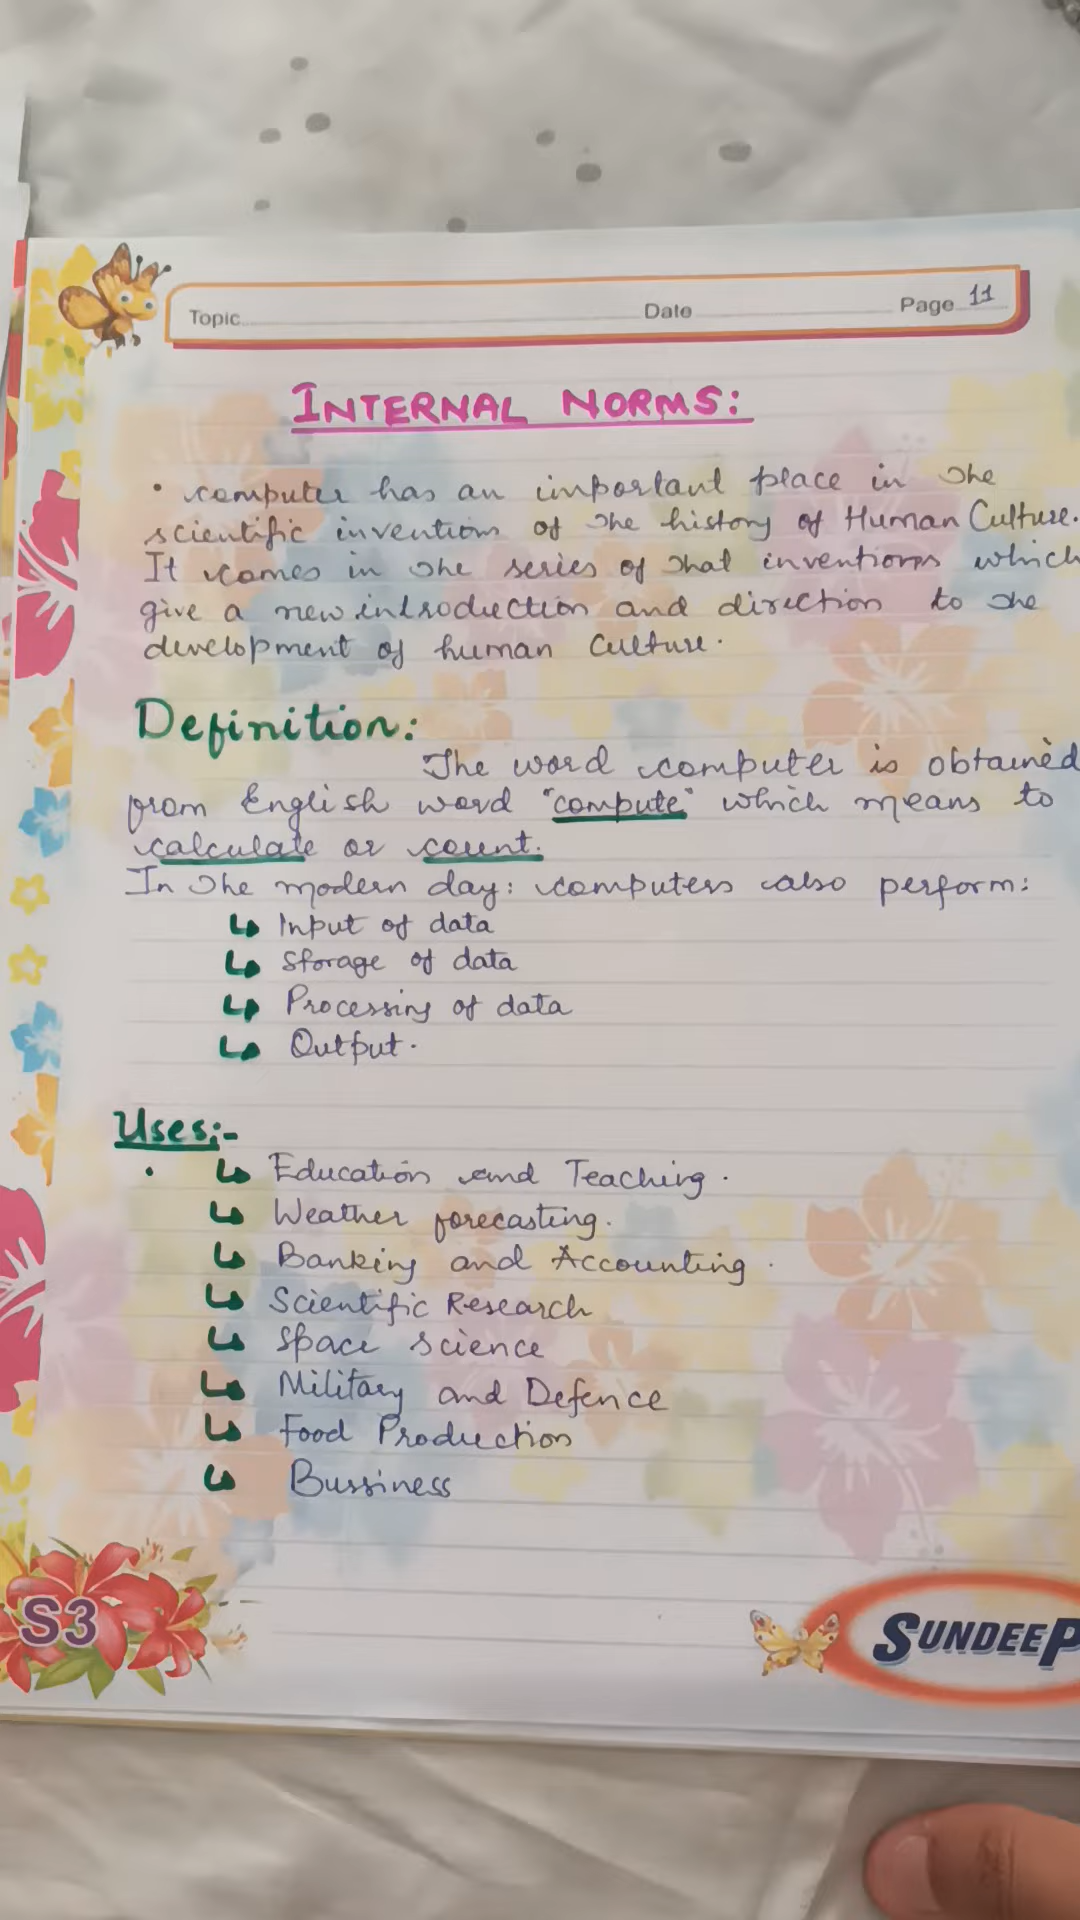 Topic Date Page 11
INTERNAL NORMS:
• computer has an important place in the
scientific inventions of the history of Human Culture.
It comes in the series of that inventions which
give a new introduction and direction to the
development of human Culture.
Definition:
The word computer is obtained
from English word "compute" which means to
calculate or count.
In the modern day: computers also perform:
↳ Input of data
↳ Storage of data
↳ Processing of data
↳ Output.
Uses:-
• ↳ Education and Teaching.
↳ Weather forecasting.
↳ Banking and Accounting.
↳ Scientific Research
↳ Space science
↳ Military and Defence
↳ Food Production
↳ Bussiness
S3
SUNDEEP